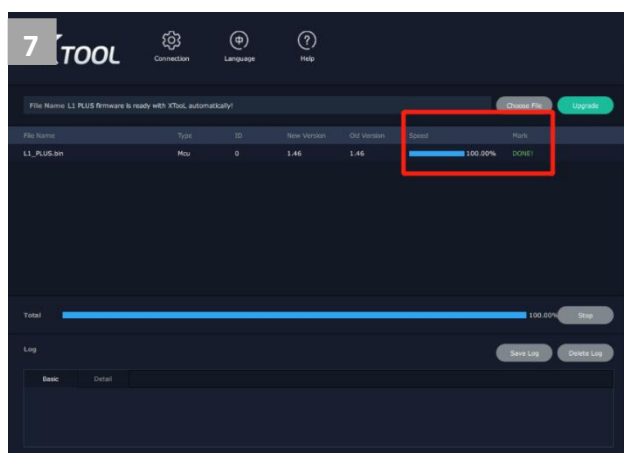 7
XTOOL
Connection
Language
Help
File Name L1 PLUS firmware is ready with XTooL automatically!
Choose File
Upgrade
File Name Type ID New Version Old Version Speed Mark
L1_PLUS.bin Mcu 0 1.46 1.46 100.00% DONE!
Total 100.00% Stop
Log
Save Log
Delete Log
Basic Detail